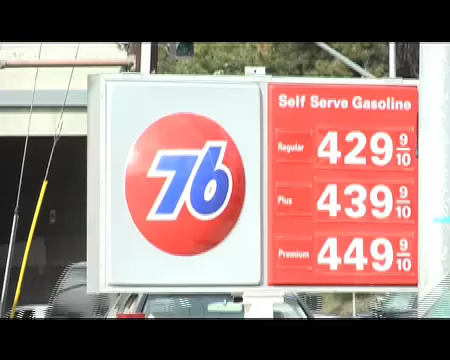 76
Self Serve Gasoline
Regular 429 9/10
Plus 439 9/10
Premium 449 9/10